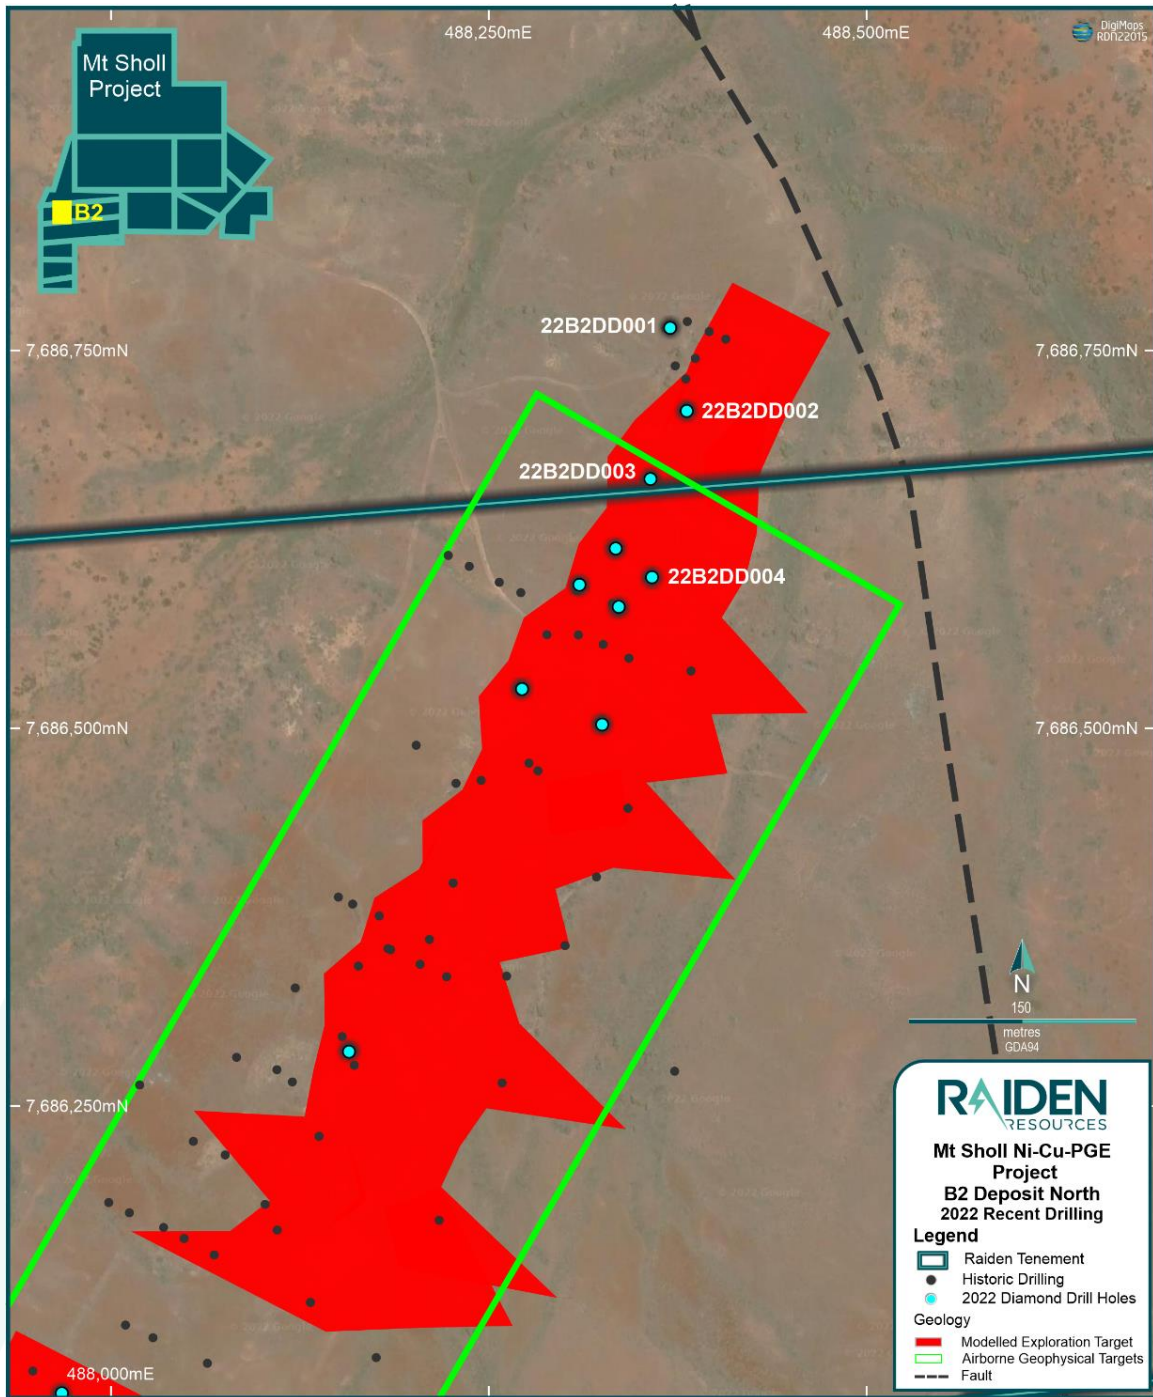 488,250mE
488,500mE
DigiMaps
RDN22015
Mt Sholl
Project
B2
22B2DD001
7,686,750mN
7,686,750mN
22B2DD002
22B2DD003
22B2DD004
7,686,500mN
7,686,500mN
N
150
metres
GDA94
7,686,250mN
RAIDEN
RESOURCES
Mt Sholl Ni-Cu-PGE
Project
B2 Deposit North
2022 Recent Drilling
Legend
Raiden Tenement
Historic Drilling
2022 Diamond Drill Holes
Geology
Modelled Exploration Target
Airborne Geophysical Targets
Fault
488,000mE
© 2022 Google